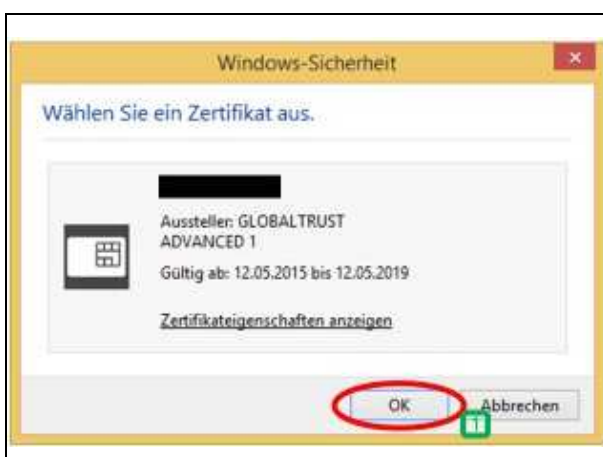 Windows-Sicherheit
Wählen Sie ein Zertifikat aus.
Aussteller: GLOBALTRUST
ADVANCED 1
Gültig ab: 12.05.2015 bis 12.05.2019
Zertifikateigenschaften anzeigen
OK Abbrechen
1